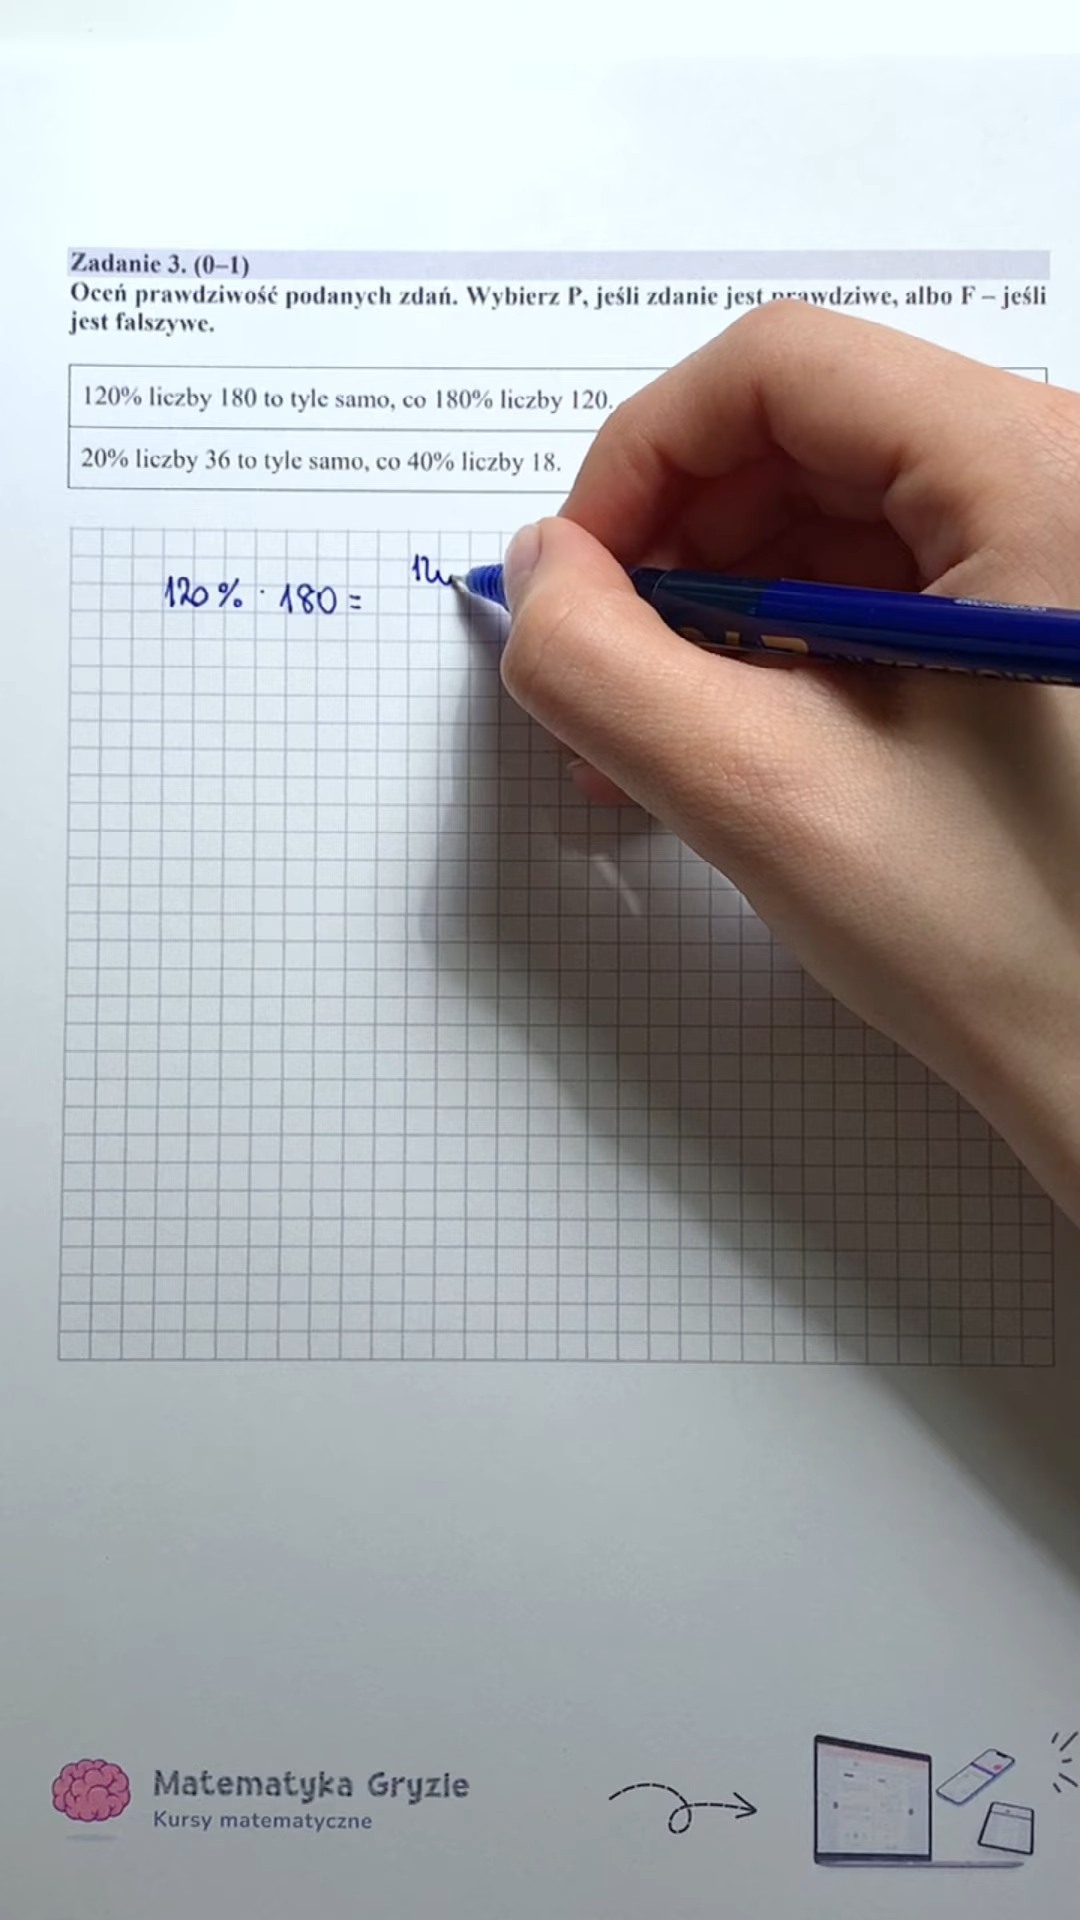 Zadanie 3. (0–1)
Oceń prawdziwość podanych zdań. Wybierz P, jeśli zdanie jest prawdziwe, albo F – jeśli
jest fałszywe.
120% liczby 180 to tyle samo, co 180% liczby 120.
20% liczby 36 to tyle samo, co 40% liczby 18.
120% · 180 =
Matematyka Gryzie
Kursy matematyczne